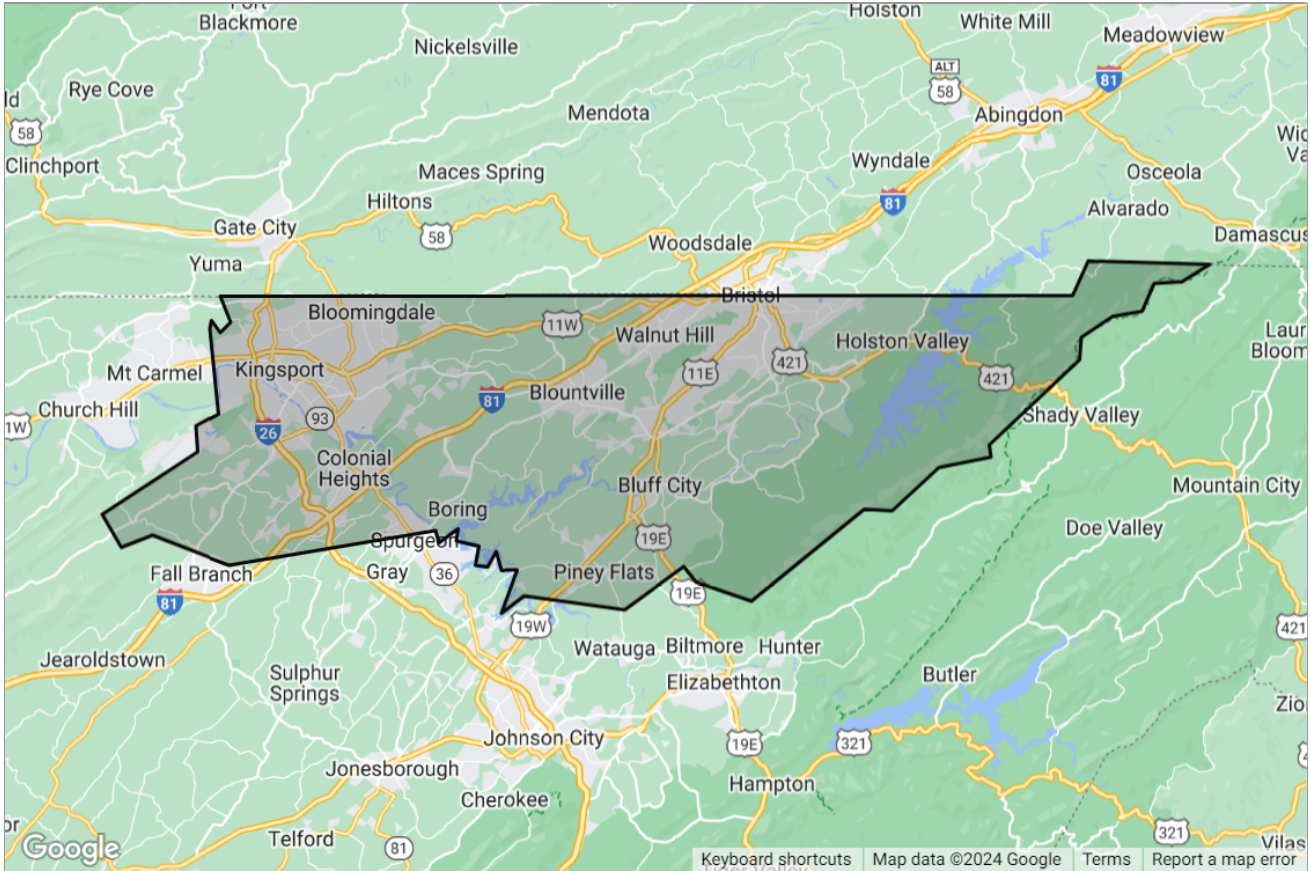 Fort
Blackmore
Holston
White Mill
Meadowview
Nickelsville
ALT
58
81
Rye Cove
58
Mendota
Abingdon
Clinchport
Wyndale
Maces Spring
Osceola
Hiltons
81
Alvarado
Gate City
58
Woodsdale
Damascus
Yuma
Bristol
Bloomingdale
11W
Walnut Hill
Holston Valley
Mt Carmel
Kingsport
11E
421
421
Church Hill
81
Blountville
1W
93
26
Shady Valley
Colonial
Heights
Bluff City
Mountain City
Boring
Doe Valley
Spurgeon
19E
Fall Branch
Gray
36
Piney Flats
81
19E
19W
421
Watauga
Biltmore
Hunter
Jearoldstown
Sulphur
Springs
Elizabethton
Butler
Johnson City
19E
321
Jonesborough
Hampton
Cherokee
Telford
81
321
Google
Keyboard shortcuts
Map data ©2024 Google
Terms
Report a map error